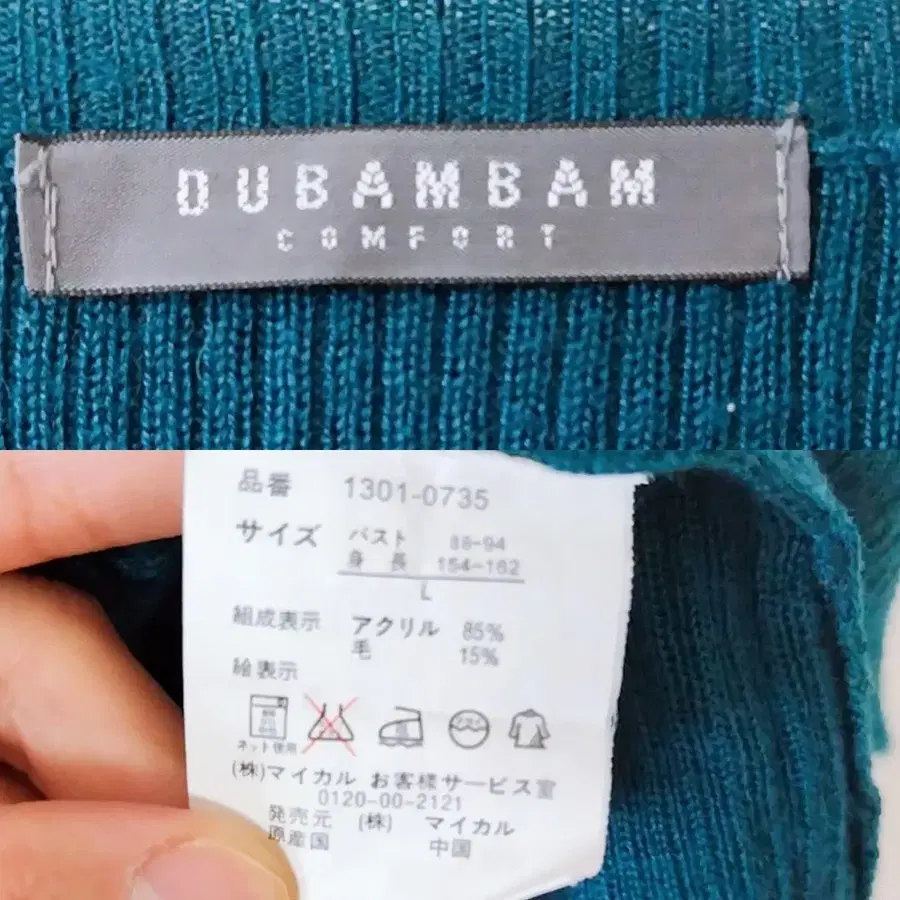 DUBAMBAM
COMFORT
品番 1301-0735
サイズ バスト 86-94
身長 154-162
L
組成表示 アクリル 85%
毛 15%
絵表示
ネット使用
(株)マイカル お客様サービス室
0120-00-2121
発売元 (株) マイカル
原産国 中国